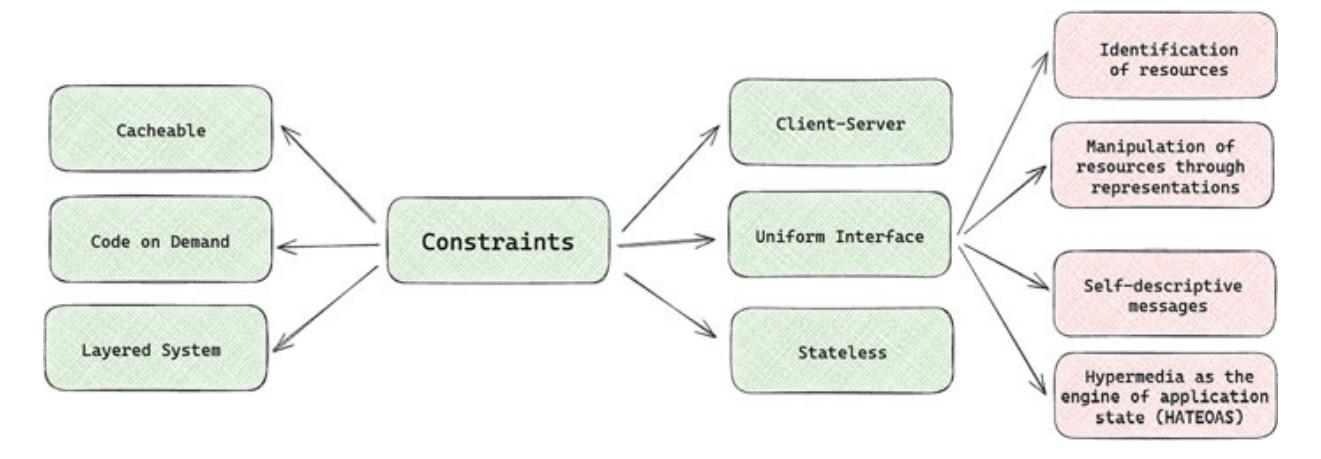 Cacheable
Code on Demand
Layered System
Constraints
Client-Server
Uniform Interface
Stateless
Identification
of resources
Manipulation of
resources through
representations
Self-descriptive
messages
Hypermedia as the
engine of application
state (HATEOAS)